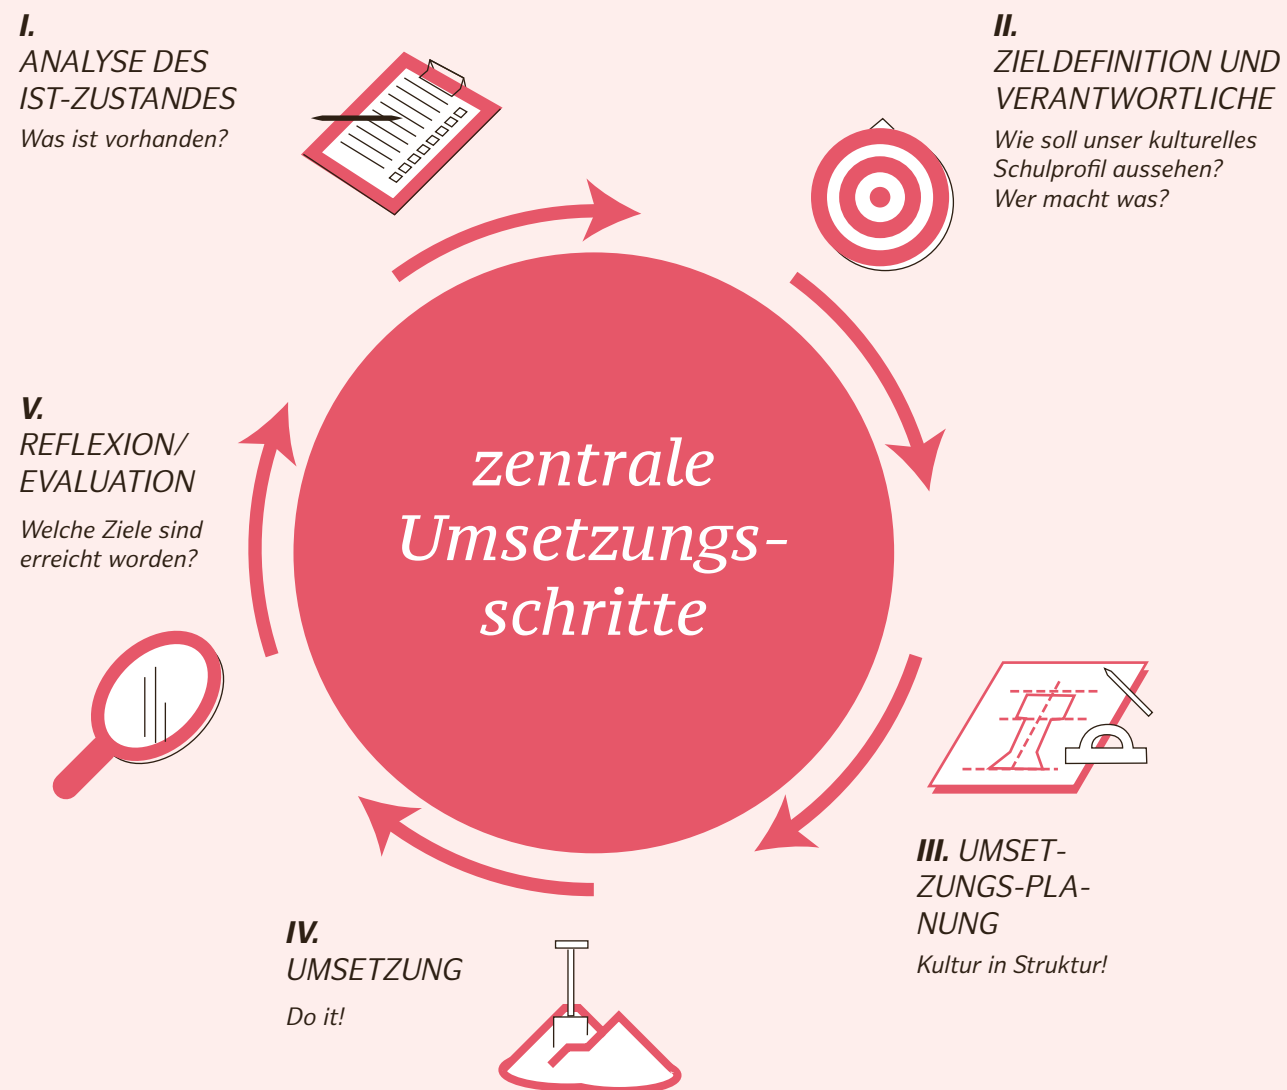 I.
ANALYSE DES
IST-ZUSTANDES
Was ist vorhanden?
II.
ZIELDEFINITION UND
VERANTWORTLICHE
Wie soll unser kulturelles
Schulprofil aussehen?
Wer macht was?
zentrale
Umsetzungs-
schritte
III. UMSET-
ZUNGS-PLA-
NUNG
Kultur in Struktur!
IV.
UMSETZUNG
Do it!
V.
REFLEXION/
EVALUATION
Welche Ziele sind
erreicht worden?